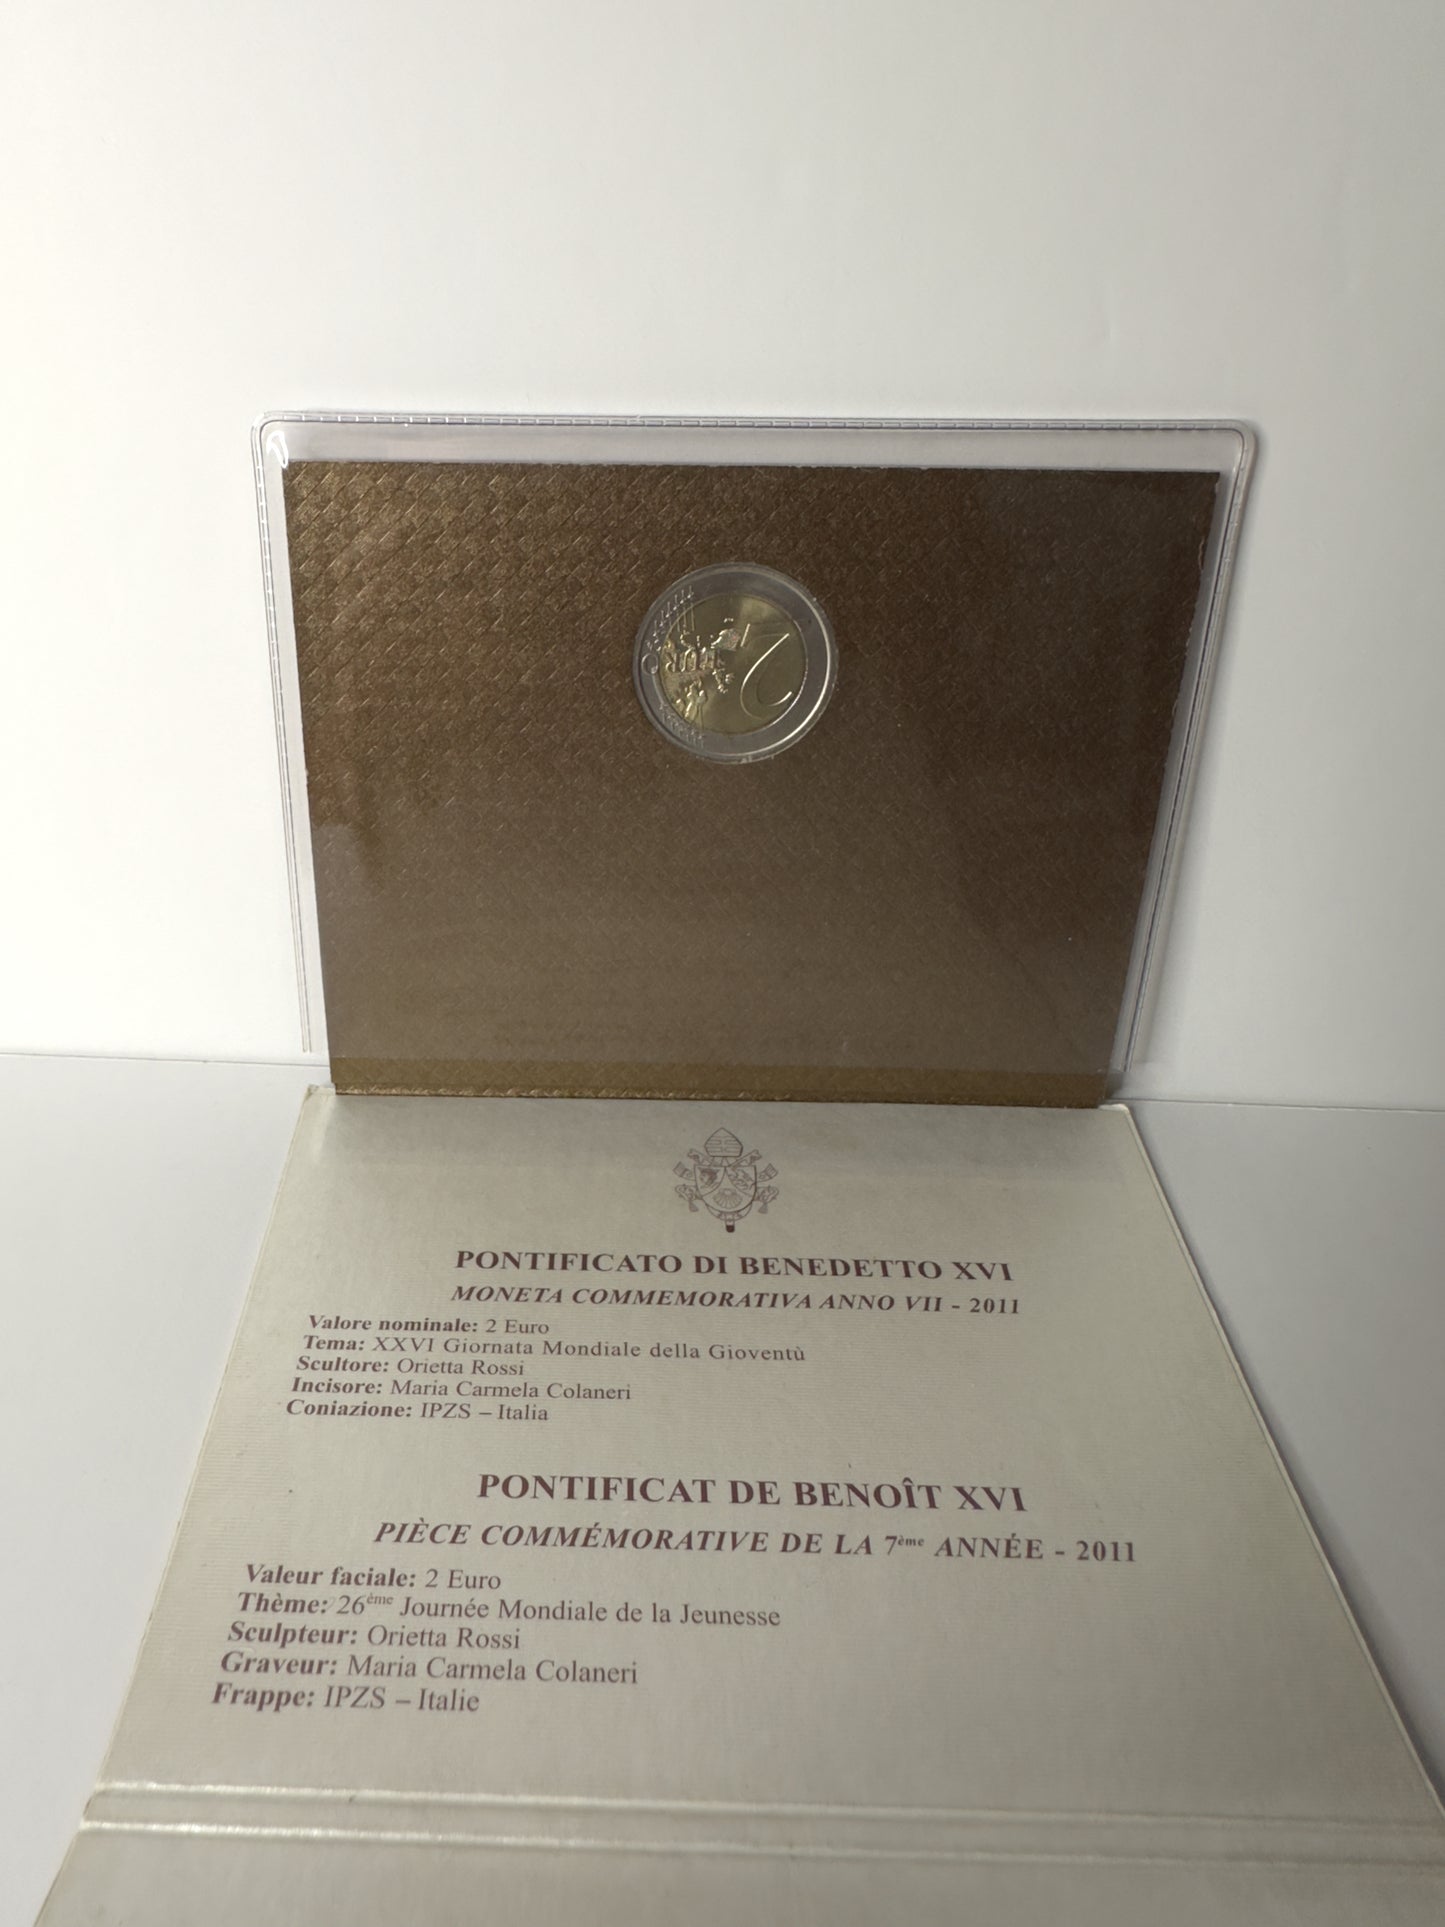 2
EURO
PONTIFICATO DI BENEDETTO XVI
MONETA COMMEMORATIVA ANNO VII - 2011
Valore nominale: 2 Euro
Tema: XXVI Giornata Mondiale della Gioventù
Scultore: Orietta Rossi
Incisore: Maria Carmela Colaneri
Coniazione: IPZS – Italia
PONTIFICAT DE BENOÎT XVI
PIÈCE COMMÉMORATIVE DE LA 7ème ANNÉE - 2011
Valeur faciale: 2 Euro
Thème: 26ème Journée Mondiale de la Jeunesse
Sculpteur: Orietta Rossi
Graveur: Maria Carmela Colaneri
Frappe: IPZS – Italie